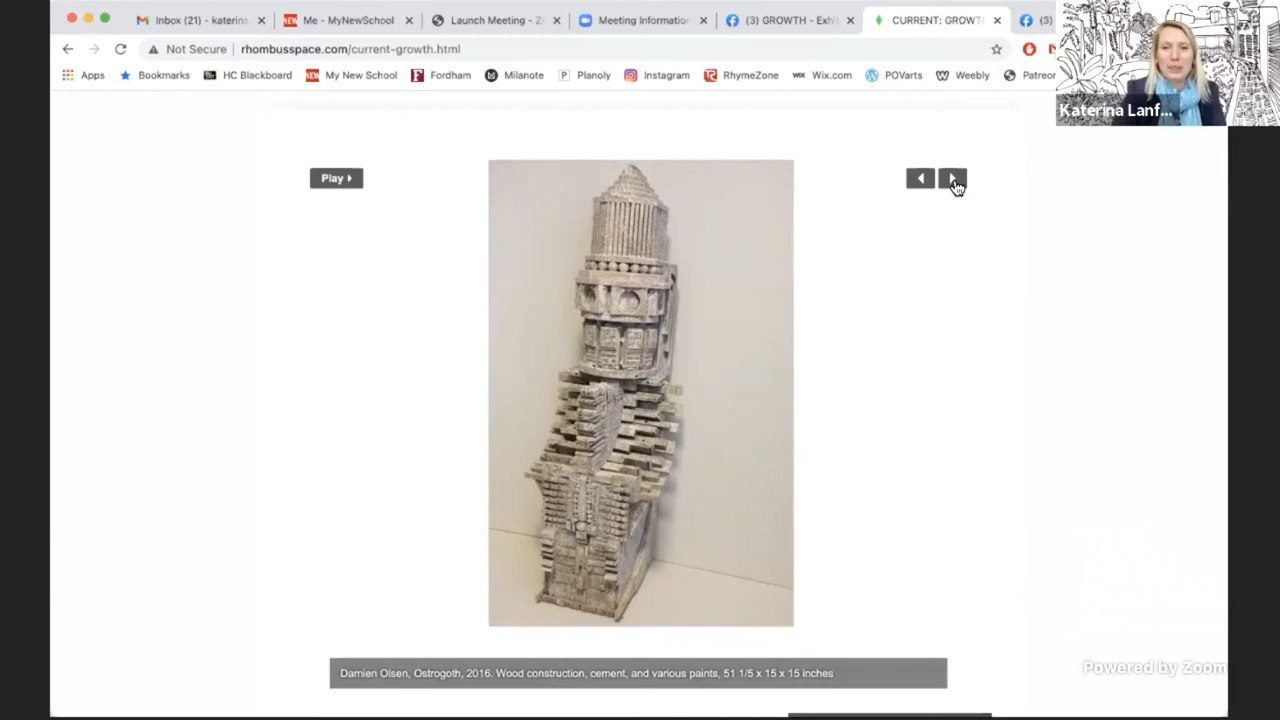 Inbox (21) - katerina
NEW Me - MyNewSchool
Launch Meeting - Zo
Meeting Information
(3) GROWTH - Exhi
CURRENT: GROWT
(3)
Not Secure | rhombusspace.com/current-growth.html
Apps Bookmarks HC Blackboard My New School Fordham Milanote Planoly Instagram RhymeZone Wix.com POVarts Weebly Patreon
Katerina Lanf...
Play
Damien Olsen, Ostrogoth, 2016. Wood construction, cement, and various paints, 51 1/5 x 15 x 15 inches
Powered by Zoom